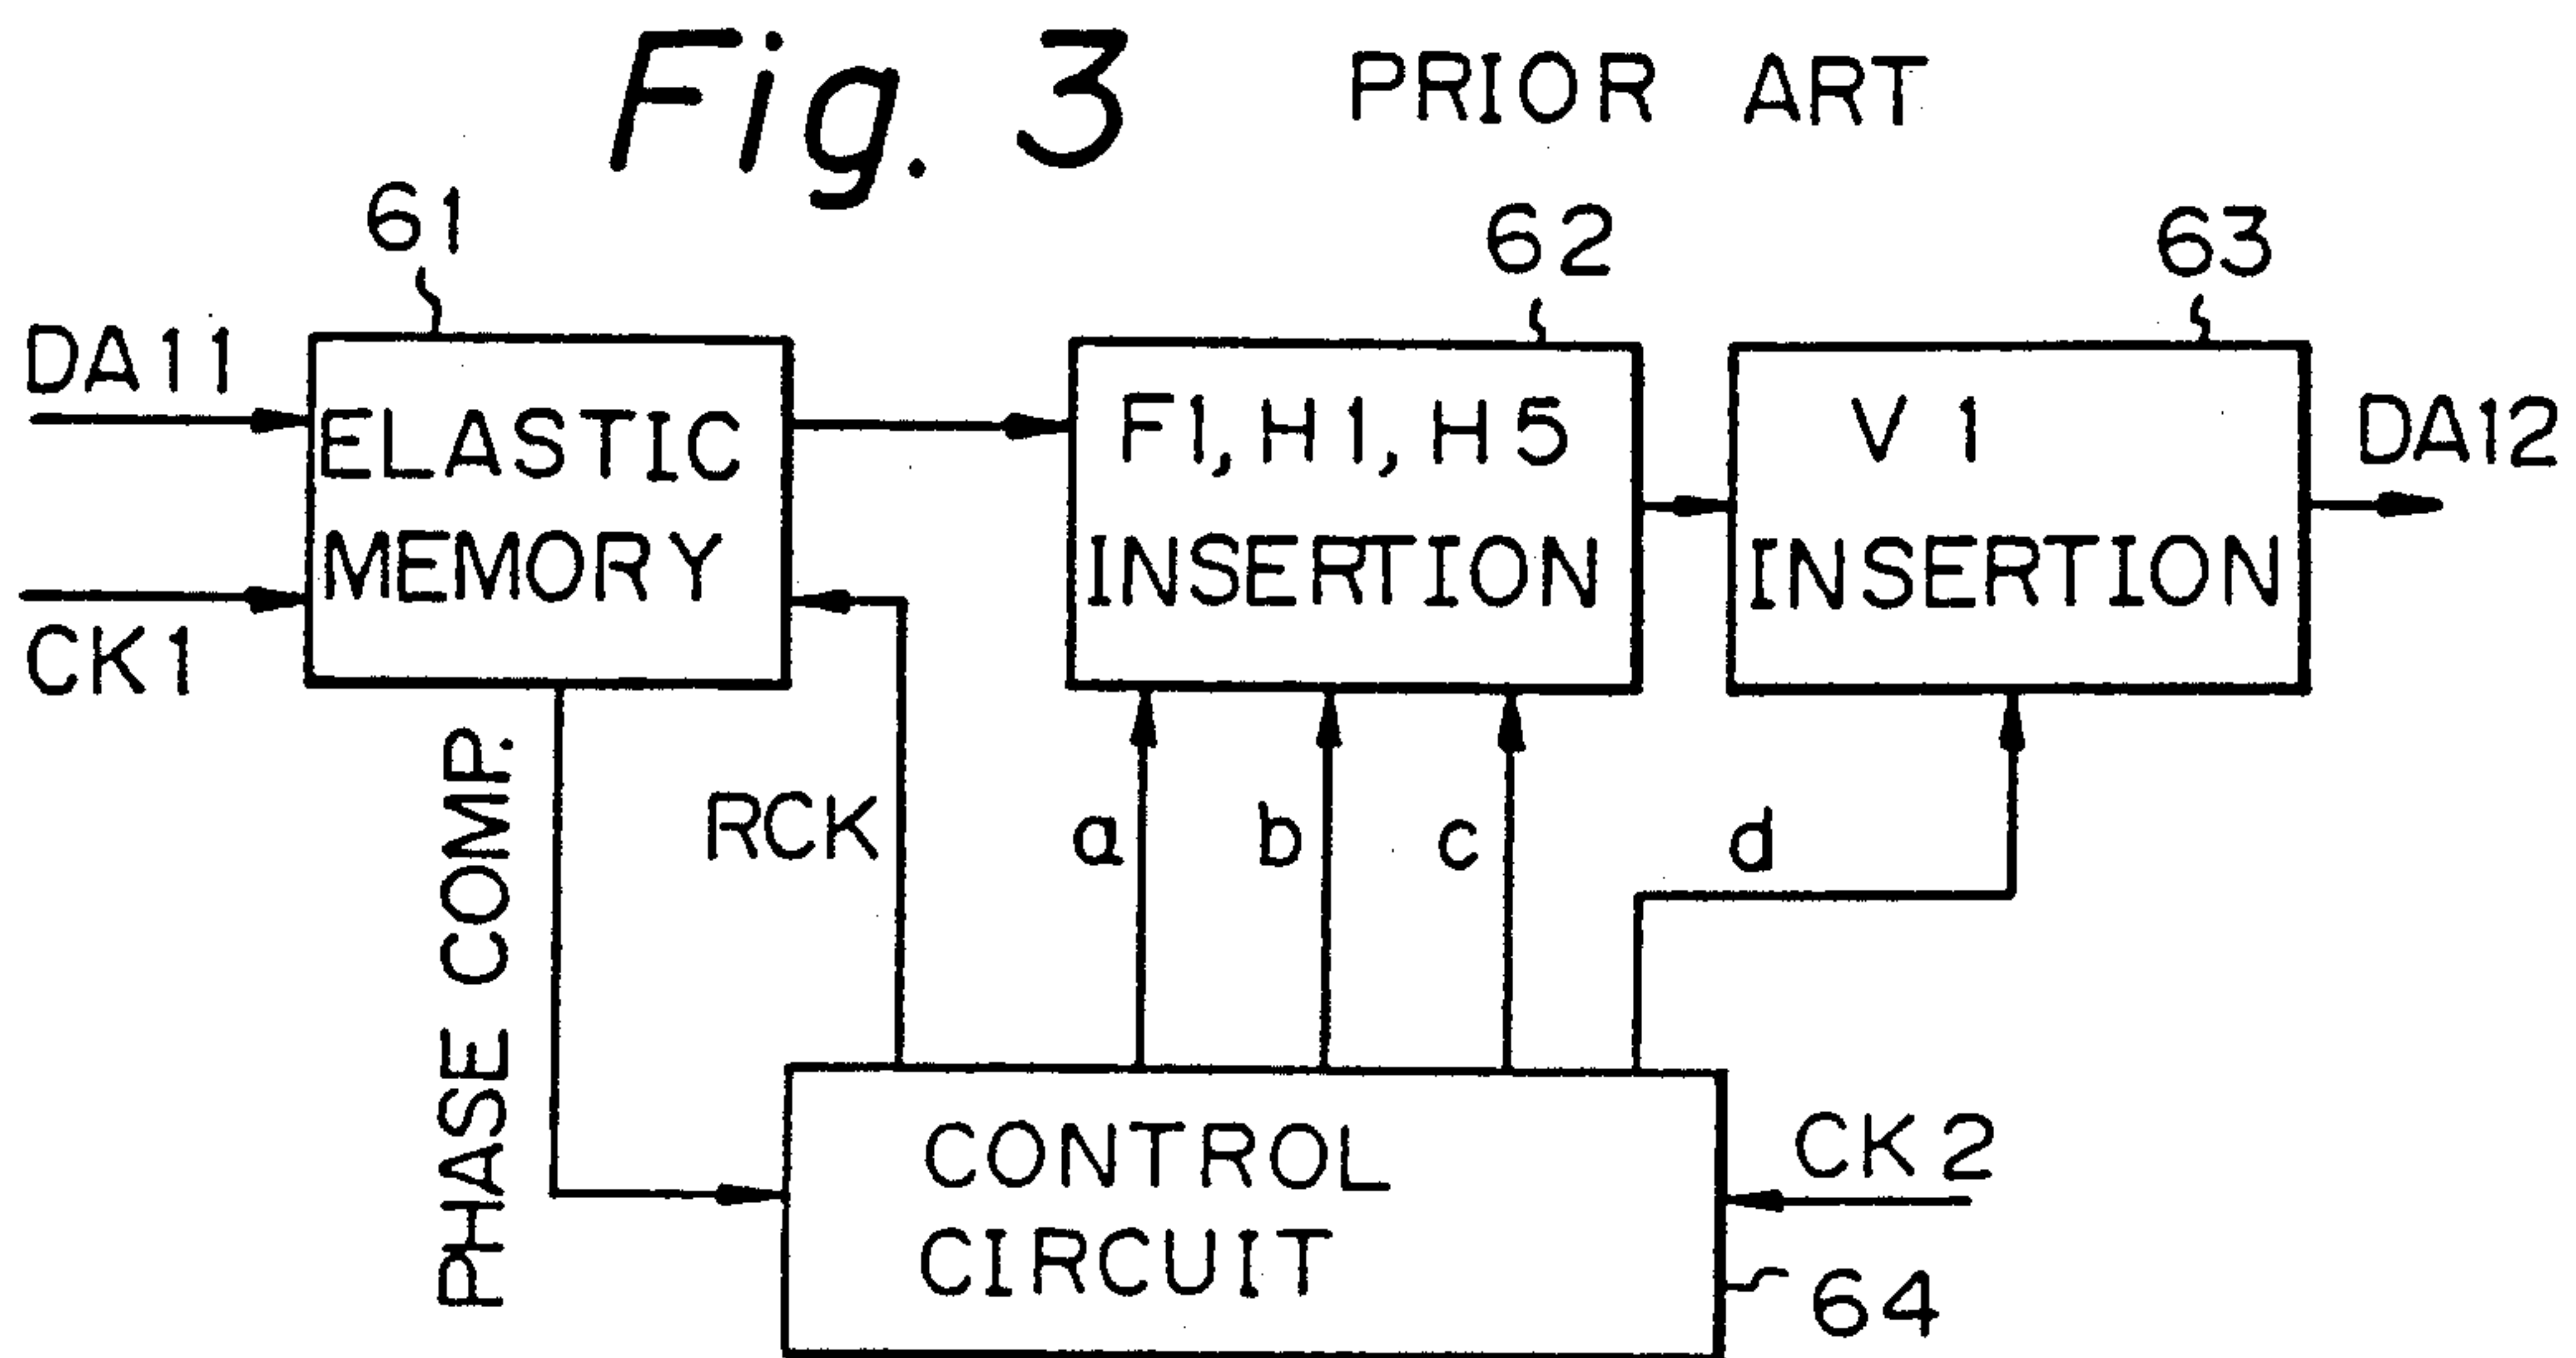 Fig. 3
PRIOR ART
61
62
63
DA11
ELASTIC
MEMORY
CK1
F1, H1, H5
INSERTION
V1
INSERTION
DA12
PHASE COMP.
RCK
a
b
c
d
CONTROL
CIRCUIT
CK2
64